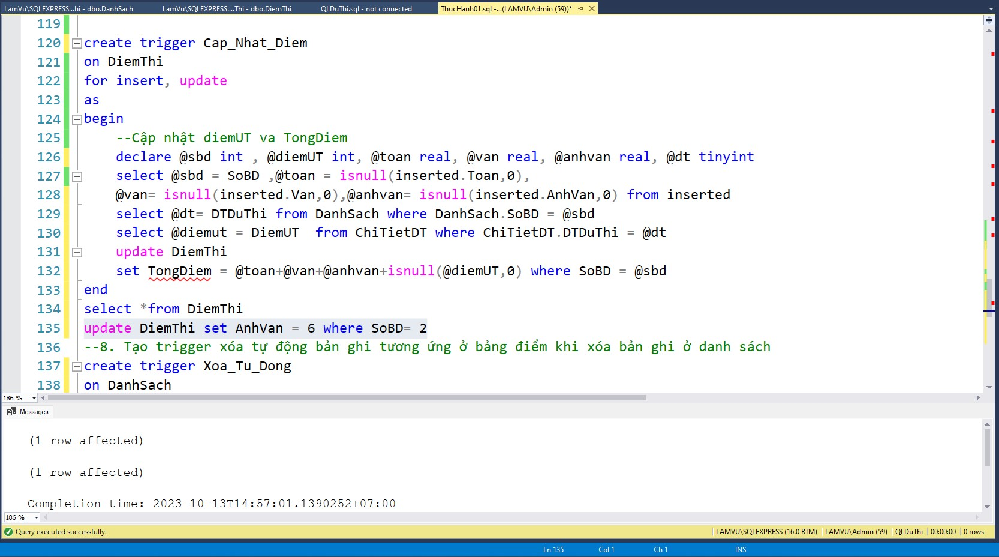 LamVu\SQLEXPRESS...hi - dbo.DanhSach LamVu\SQLEXPRESS....Thi - dbo.DiemThi QLDuThi.sql - not connected ThucHanh01.sql -...(LAMVU\Admin (59))*
119
120 create trigger Cap_Nhat_Diem
121 on DiemThi
122 for insert, update
123 as
124 begin
125 --Cập nhật diemUT va TongDiem
126 declare @sbd int , @diemUT int, @toan real, @van real, @anhvan real, @dt tinyint
127 select @sbd = SoBD ,@toan = isnull(inserted.Toan,0),
128 @van= isnull(inserted.Van,0),@anhvan= isnull(inserted.AnhVan,0) from inserted
129 select @dt= DTDuThi from DanhSach where DanhSach.SoBD = @sbd
130 select @diemut = DiemUT from ChiTietDT where ChiTietDT.DTDuThi = @dt
131 update DiemThi
132 set TongDiem = @toan+@van+@anhvan+isnull(@diemUT,0) where SoBD = @sbd
133 end
134 select *from DiemThi
135 update DiemThi set AnhVan = 6 where SoBD= 2
136 --8. Tạo trigger xóa tự động bản ghi tương ứng ở bảng điểm khi xóa bản ghi ở danh sách
137 create trigger Xoa_Tu_Dong
138 on DanhSach
186 %
Messages
(1 row affected)
(1 row affected)
Completion time: 2023-10-13T14:57:01.1390252+07:00
186 %
Query executed successfully. LAMVU\SQLEXPRESS (16.0 RTM) LAMVU\Admin (59) QLDuThi 00:00:00 0 rows
Ln 135 Col 1 Ch 1 INS